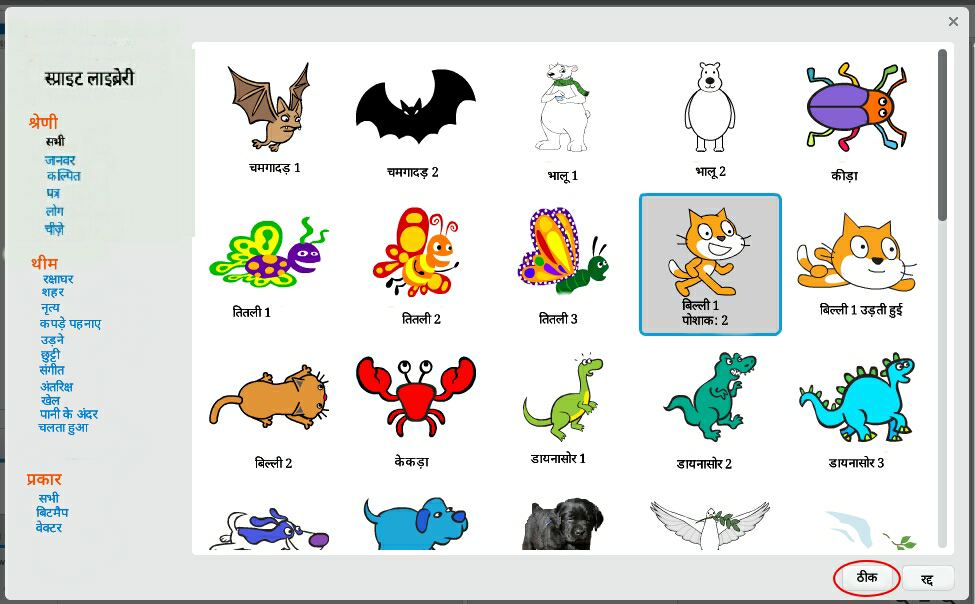 स्प्राइट लाइब्रेरी
श्रेणी
सभी
जानवर
कल्पित
पत्र
लोग
चीज़े
थीम
रक्षाघर
शहर
नृत्य
कपड़े पहनाए
उड़ने
छुट्टी
संगीत
अंतरिक्ष
खेल
पानी के अंदर
चलता हुआ
प्रकार
सभी
बिटमैप
वेक्टर
चमगादड़ 1
चमगादड़ 2
भालू 1
भालू 2
कीड़ा
तितली 1
तितली 2
तितली 3
बिल्ली 1
पोशाक: 2
बिल्ली 1 उड़ती हुई
बिल्ली 2
केकड़ा
डायनासोर 1
डायनासोर 2
डायनासोर 3
ठीक
रद्द